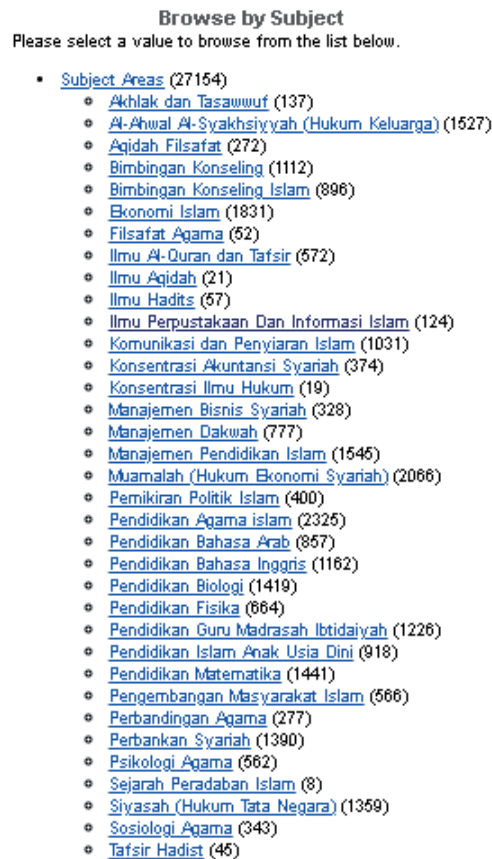 Browse by Subject
Please select a value to browse from the list below.
Subject Areas (27154)
Akhlak dan Tasawwuf (137)
Al-Ahwal Al-Syakhsiyyah (Hukum Keluarga) (1527)
Aqidah Filsafat (272)
Bimbingan Konseling (1112)
Bimbingan Konseling Islam (896)
Ekonomi Islam (1831)
Filsafat Agama (52)
Ilmu Al-Quran dan Tafsir (572)
Ilmu Aqidah (21)
Ilmu Hadits (57)
Ilmu Perpustakaan Dan Informasi Islam (124)
Komunikasi dan Penyiaran Islam (1031)
Konsentrasi Akuntansi Syariah (374)
Konsentrasi Ilmu Hukum (19)
Manajemen Bisnis Syariah (328)
Manajemen Dakwah (777)
Manajemen Pendidikan Islam (1545)
Muamalah (Hukum Ekonomi Syariah) (2066)
Pemikiran Politik Islam (400)
Pendidikan Agama islam (2325)
Pendidikan Bahasa Arab (857)
Pendidikan Bahasa Inggris (1162)
Pendidikan Biologi (1419)
Pendidikan Fisika (664)
Pendidikan Guru Madrasah Ibtidaiyah (1226)
Pendidikan Islam Anak Usia Dini (918)
Pendidikan Matematika (1441)
Pengembangan Masyarakat Islam (566)
Perbandingan Agama (277)
Perbankan Syariah (1390)
Psikologi Agama (562)
Sejarah Peradaban Islam (8)
Siyasah (Hukum Tata Negara) (1359)
Sosiologi Agama (343)
Tafsir Hadist (45)